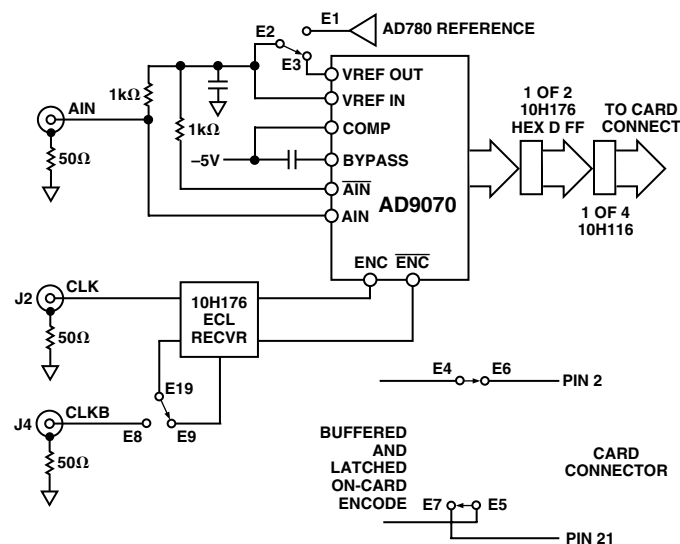 E1
AD780 REFERENCE
E2
E3
VREF OUT
1kΩ
VREF IN
1 OF 2
10H176
HEX D FF
TO CARD
CONNECT
AIN
1kΩ
COMP
50Ω
–5V
BYPASS
A̅I̅N̅
AD9070
AIN
1 OF 4
10H116
ENC
E̅N̅C̅
J2
CLK
10H176
ECL
RECVR
50Ω
E4
E6
PIN 2
E19
J4
CLKB
E8
E9
BUFFERED
AND
LATCHED
ON-CARD
ENCODE
CARD
CONNECTOR
50Ω
E7
E5
PIN 21